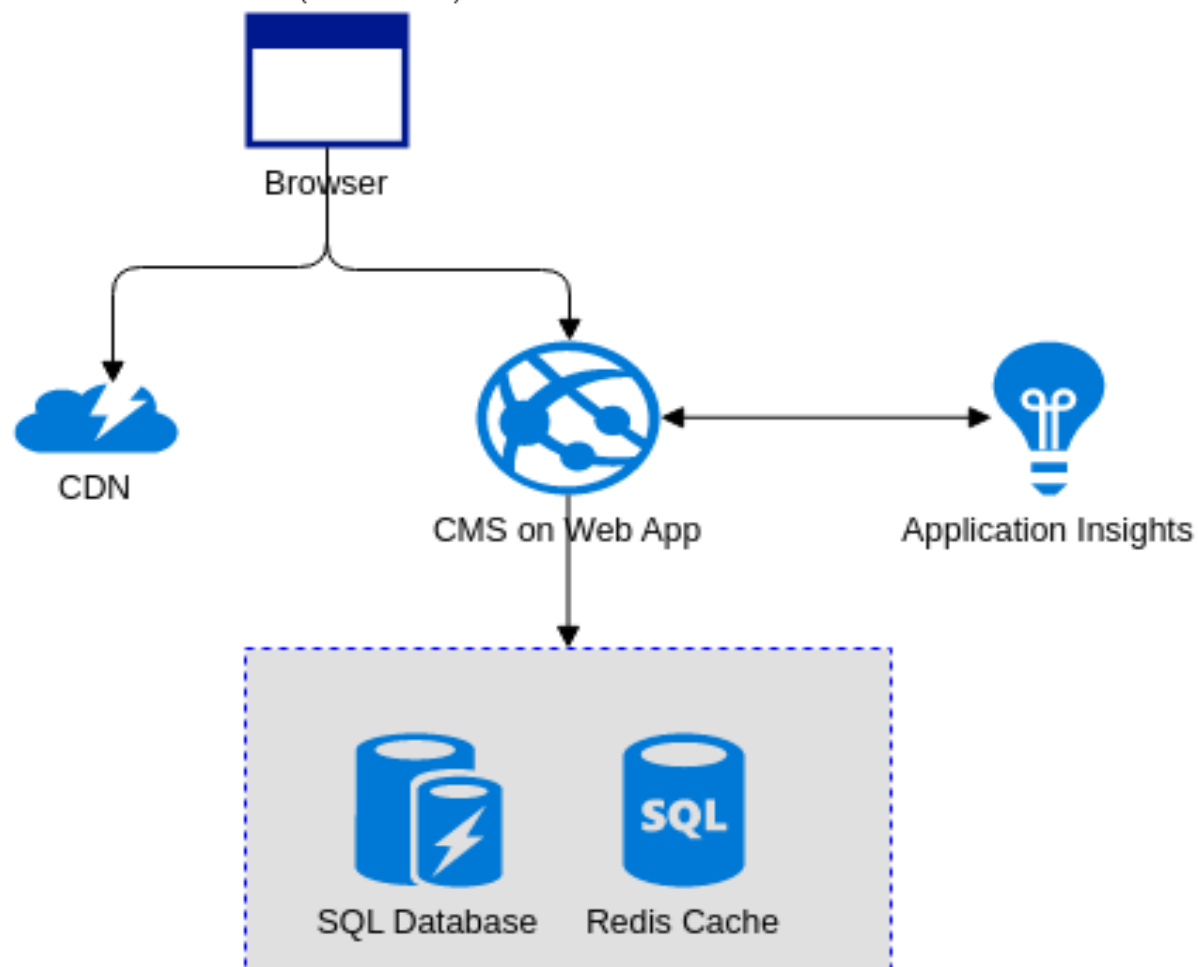 Browser
CDN
CMS on Web App
Application Insights
SQL
SQL Database
Redis Cache